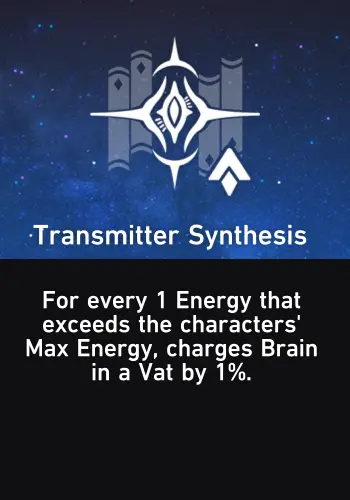 Transmitter Synthesis
For every 1 Energy that
exceeds the characters'
Max Energy, charges Brain
in a Vat by 1%.